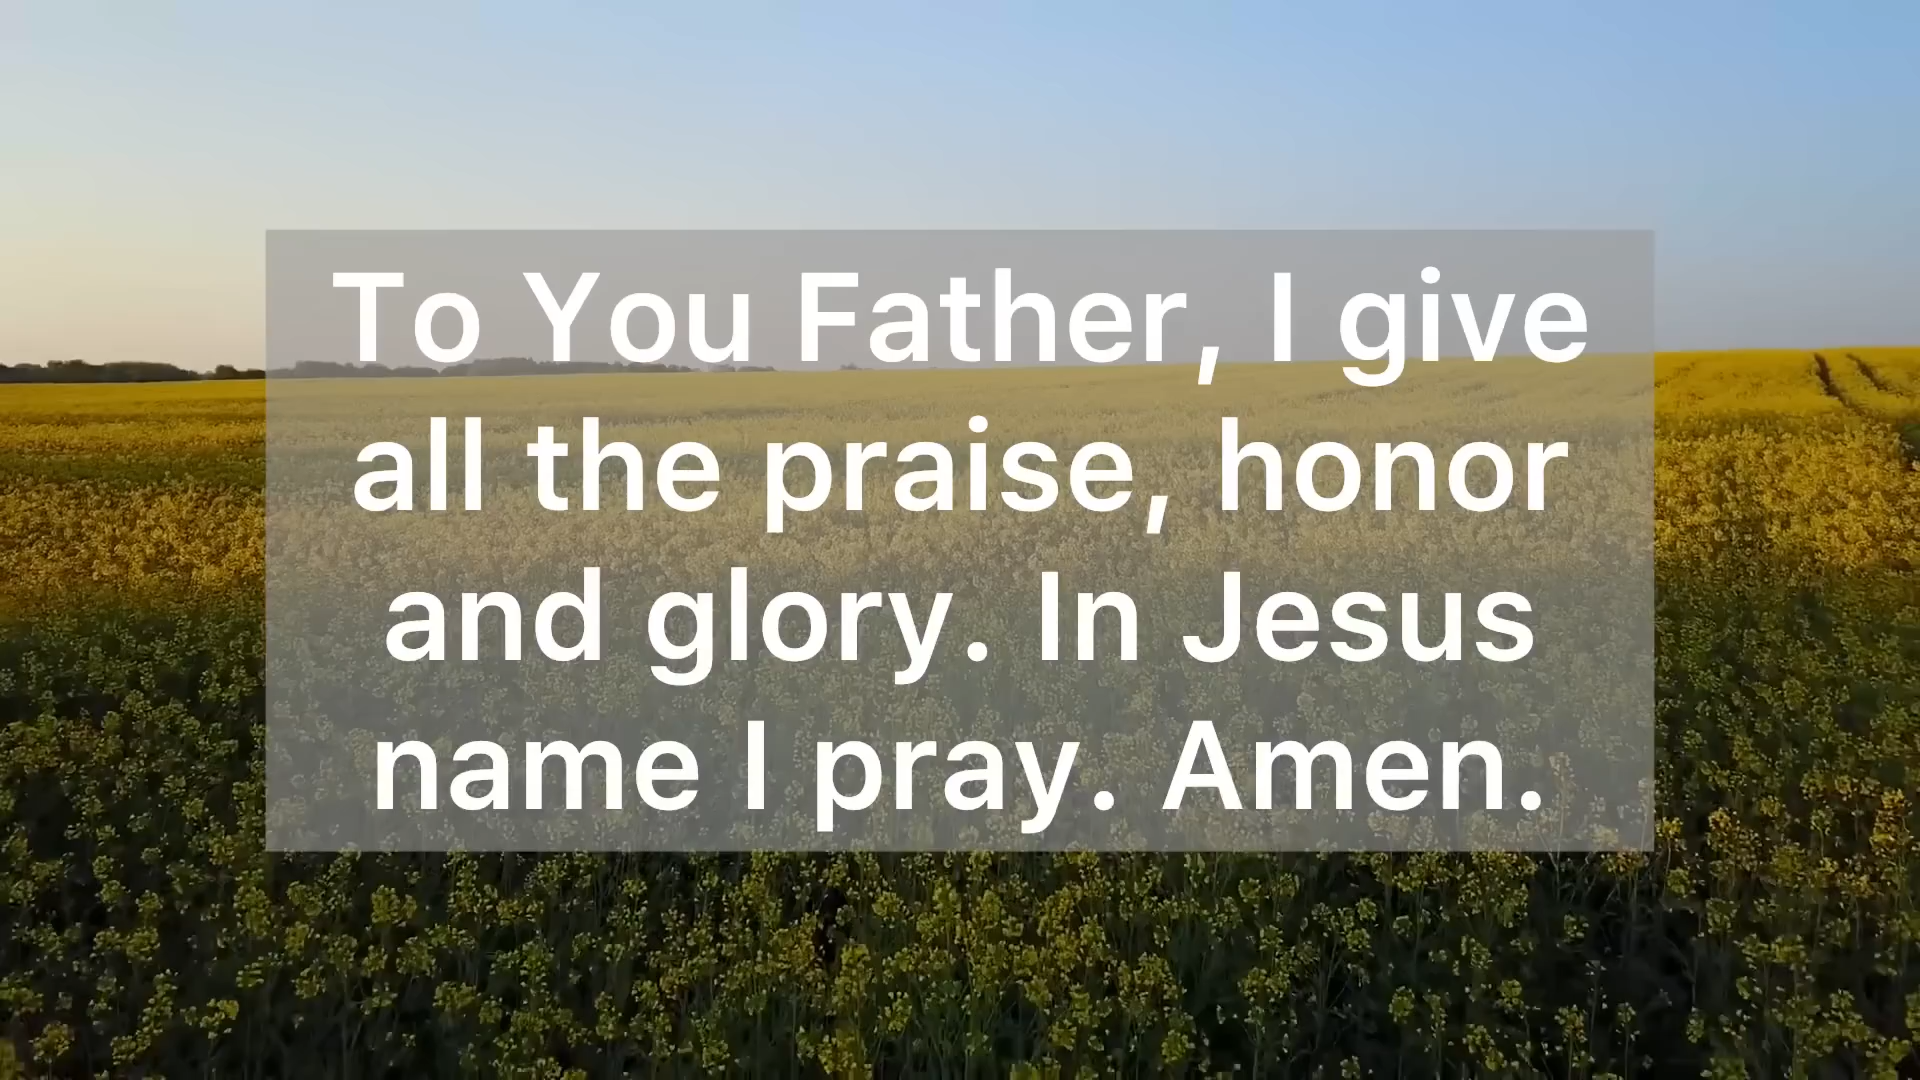 To You Father, I give
all the praise, honor
and glory. In Jesus
name I pray. Amen.